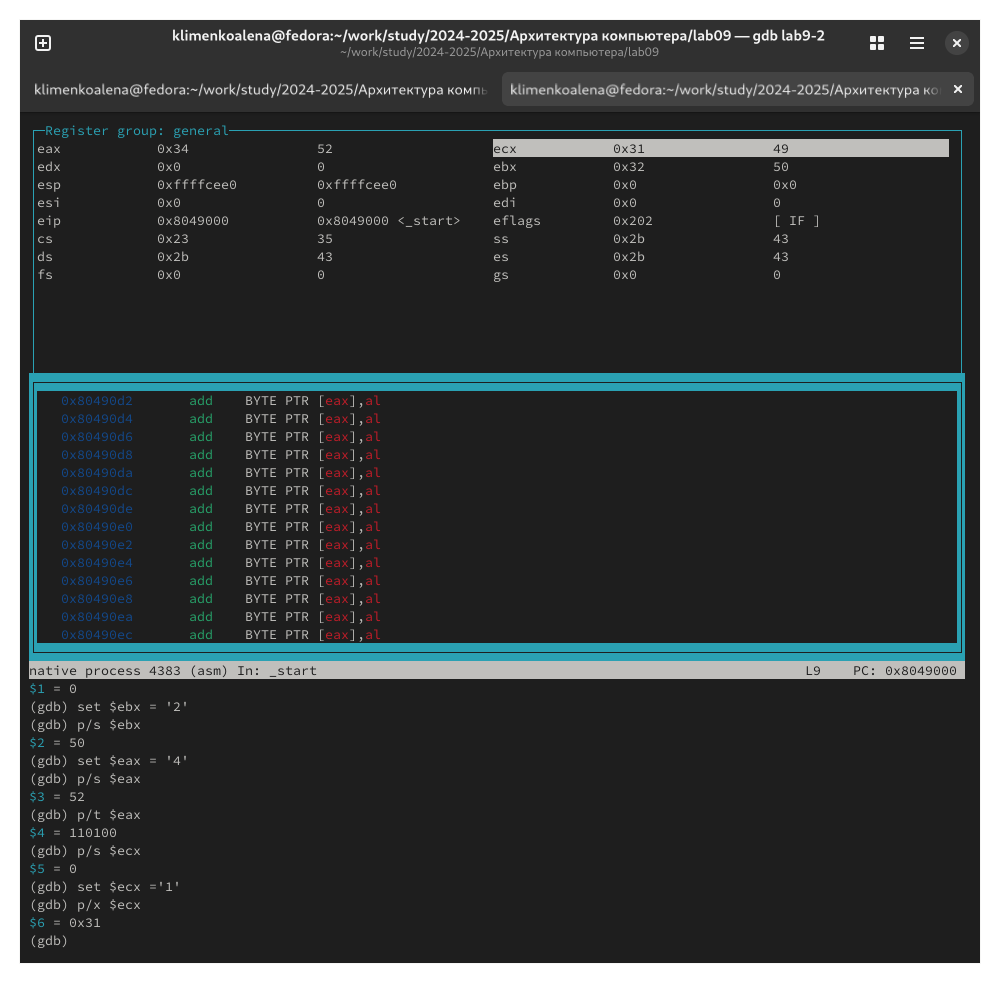 klimenkoalena@fedora:~/work/study/2024-2025/Архитектура компьютера/lab09 — gdb lab9-2
~/work/study/2024-2025/Архитектура компьютера/lab09
klimenkoalena@fedora:~/work/study/2024-2025/Архитектура компь klimenkoalena@fedora:~/work/study/2024-2025/Архитектура ко
Register group: general
eax 0x34 52 ecx 0x31 49
edx 0x0 0 ebx 0x32 50
esp 0xffffcee0 0xffffcee0 ebp 0x0 0x0
esi 0x0 0 edi 0x0 0
eip 0x8049000 0x8049000 <_start> eflags 0x202 [ IF ]
cs 0x23 35 ss 0x2b 43
ds 0x2b 43 es 0x2b 43
fs 0x0 0 gs 0x0 0
0x80490d2 add BYTE PTR [eax],al
0x80490d4 add BYTE PTR [eax],al
0x80490d6 add BYTE PTR [eax],al
0x80490d8 add BYTE PTR [eax],al
0x80490da add BYTE PTR [eax],al
0x80490dc add BYTE PTR [eax],al
0x80490de add BYTE PTR [eax],al
0x80490e0 add BYTE PTR [eax],al
0x80490e2 add BYTE PTR [eax],al
0x80490e4 add BYTE PTR [eax],al
0x80490e6 add BYTE PTR [eax],al
0x80490e8 add BYTE PTR [eax],al
0x80490ea add BYTE PTR [eax],al
0x80490ec add BYTE PTR [eax],al
native process 4383 (asm) In: _start L9 PC: 0x8049000
$1 = 0
(gdb) set $ebx = '2'
(gdb) p/s $ebx
$2 = 50
(gdb) set $eax = '4'
(gdb) p/s $eax
$3 = 52
(gdb) p/t $eax
$4 = 110100
(gdb) p/s $ecx
$5 = 0
(gdb) set $ecx ='1'
(gdb) p/x $ecx
$6 = 0x31
(gdb)